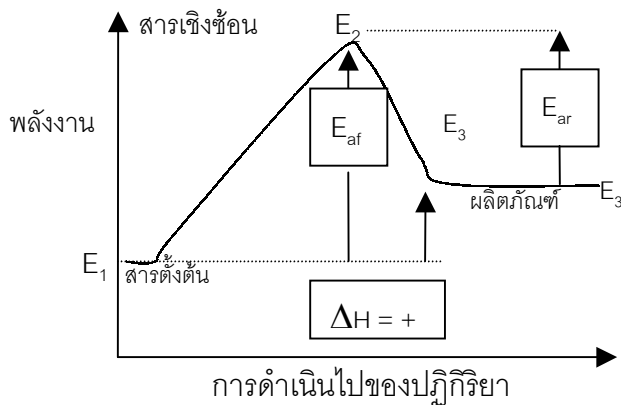 สารเชิงซ้อน
E2
พลังงาน
Eaf
E3
Ear
ผลิตภัณฑ์
E3
E1
สารตั้งต้น
ΔH = +
การดำเนินไปของปฏิกิริยา